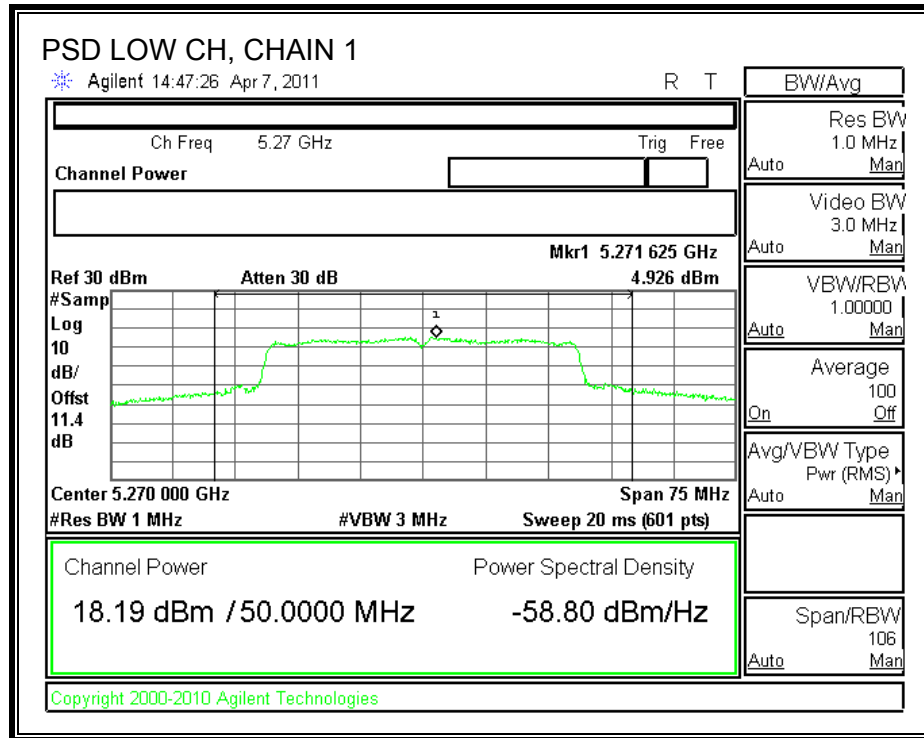 PSD LOW CH, CHAIN 1
Agilent 14:47:26 Apr 7, 2011 R T
Ch Freq 5.27 GHz Trig Free
Channel Power
Mkr1 5.271 625 GHz
Ref 30 dBm Atten 30 dB 4.926 dBm
#Samp
Log
10
dB/
Offst
11.4
dB
1
Center 5.270 000 GHz Span 75 MHz
#Res BW 1 MHz #VBW 3 MHz Sweep 20 ms (601 pts)
Channel Power Power Spectral Density
18.19 dBm / 50.0000 MHz -58.80 dBm/Hz
Copyright 2000-2010 Agilent Technologies
BW/Avg
Res BW
1.0 MHz
Auto Man
Video BW
3.0 MHz
Auto Man
VBW/RBW
1.00000
Auto Man
Average
100
On Off
Avg/VBW Type
Pwr (RMS)
Auto Man
Span/RBW
106
Auto Man